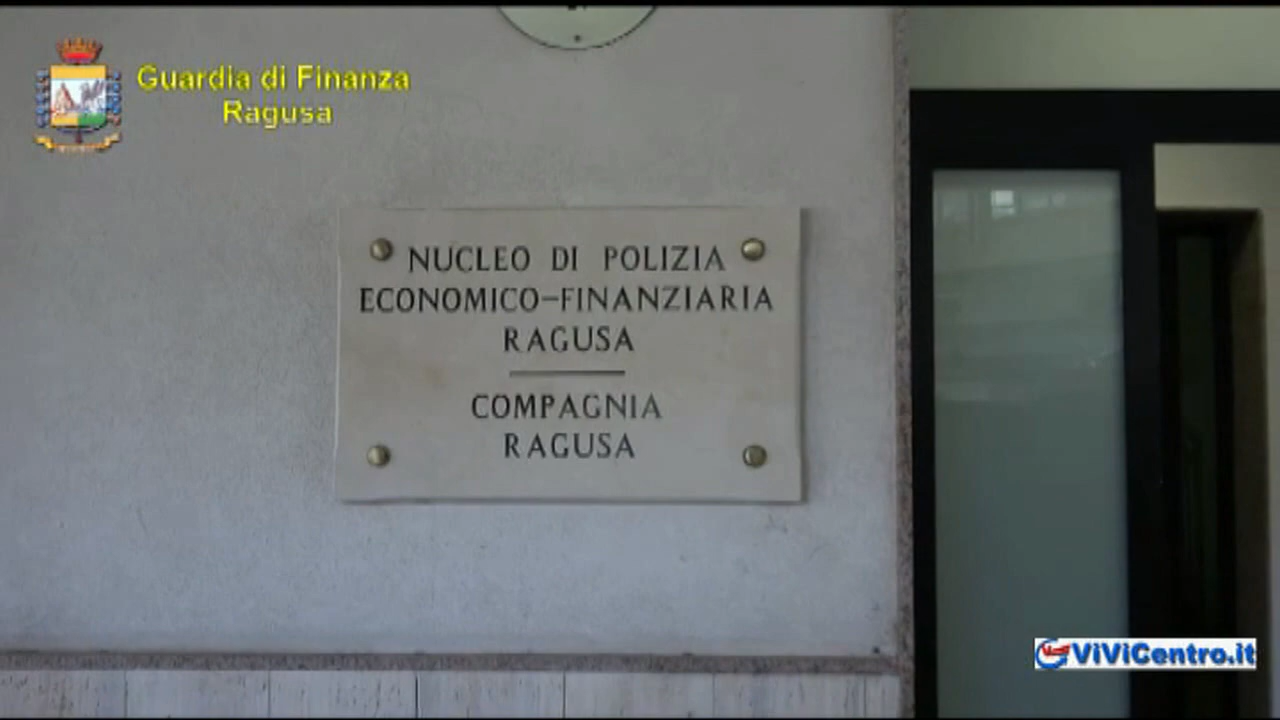 Guardia di Finanza
Ragusa
NUCLEO DI POLIZIA
ECONOMICO-FINANZIARIA
RAGUSA
COMPAGNIA
RAGUSA
ViViCentro.it